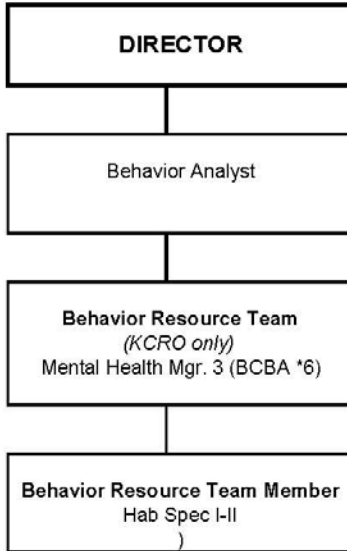 DIRECTOR
Behavior Analyst
Behavior Resource Team
(KCRO only)
Mental Health Mgr. 3 (BCBA *6)
Behavior Resource Team Member
Hab Spec I-II
)